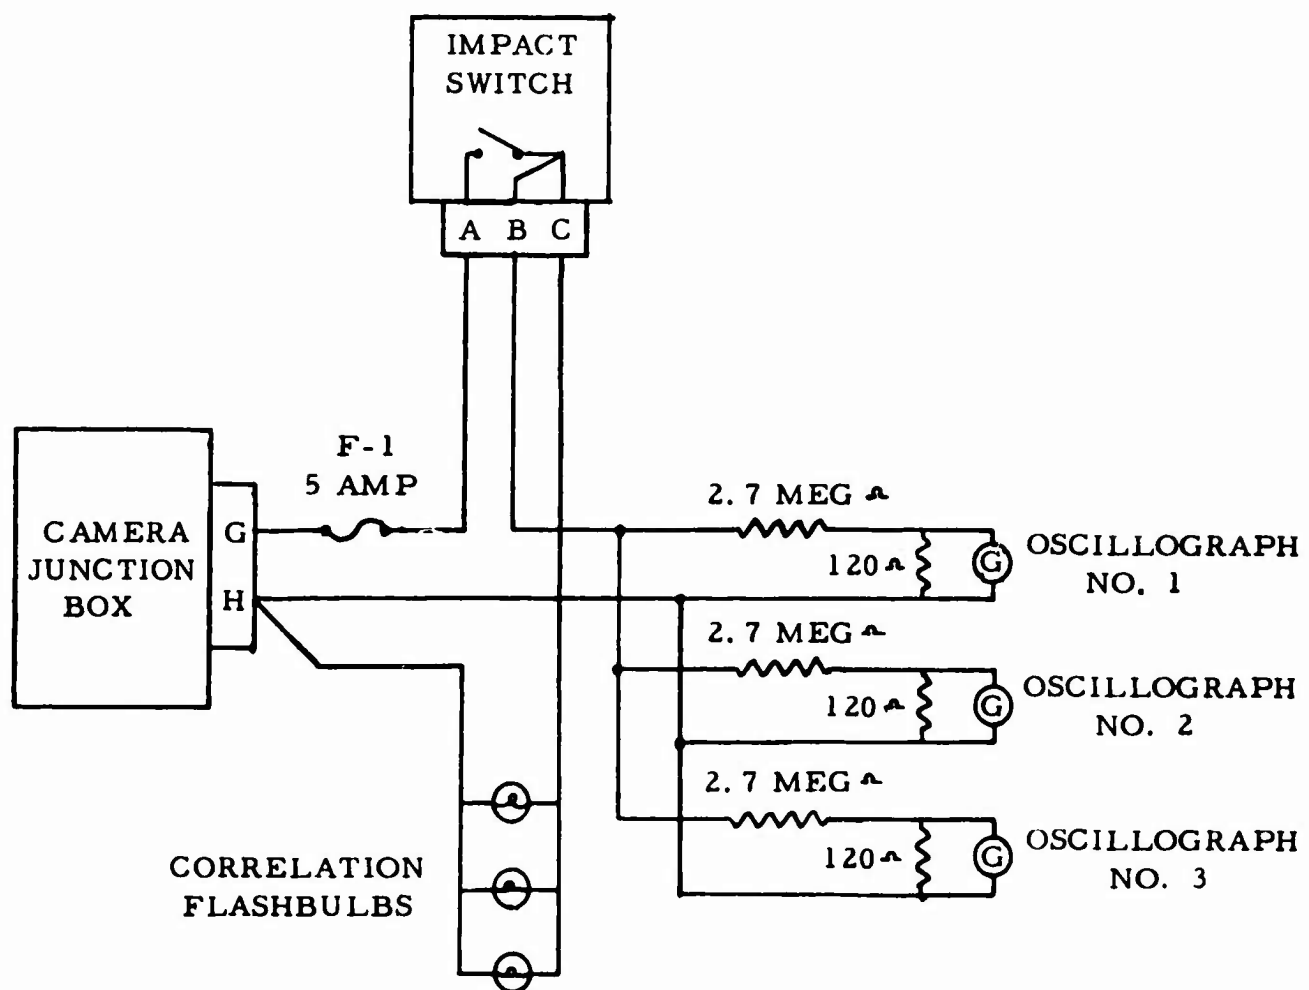 IMPACT
SWITCH
A B C
F-1
5 AMP
CAMERA
JUNCTION
BOX
G
H
2.7 MEG Ω
120 Ω
G
OSCILLOGRAPH
NO. 1
2.7 MEG Ω
120 Ω
G
OSCILLOGRAPH
NO. 2
2.7 MEG Ω
120 Ω
G
OSCILLOGRAPH
NO. 3
CORRELATION
FLASHBULBS